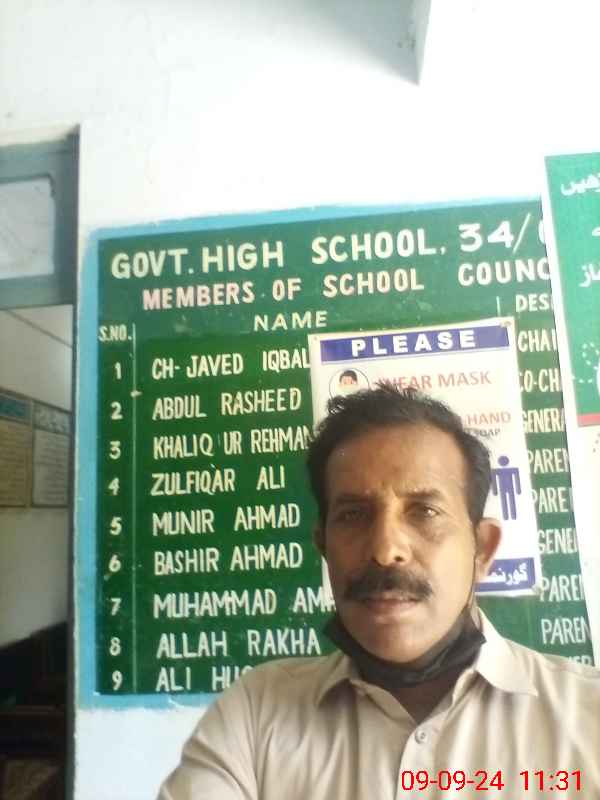 GOVT. HIGH SCHOOL, 34/
MEMBERS OF SCHOOL COUNC
S.NO. NAME DESI
1 CH- JAVED IQBAL CHAI
2 ABDUL RASHEED CO-CH
3 KHALIQ UR REHMAN GENERA
4 ZULFIQAR ALI PAREN
5 MUNIR AHMAD PARE
6 BASHIR AHMAD GENE
7 MUHAMMAD AM PAREN
8 ALLAH RAKHA PAREN
9 ALI HUS
PLEASE
WEAR MASK
HAND
SOAP
گورنم
09-09-24 11:31